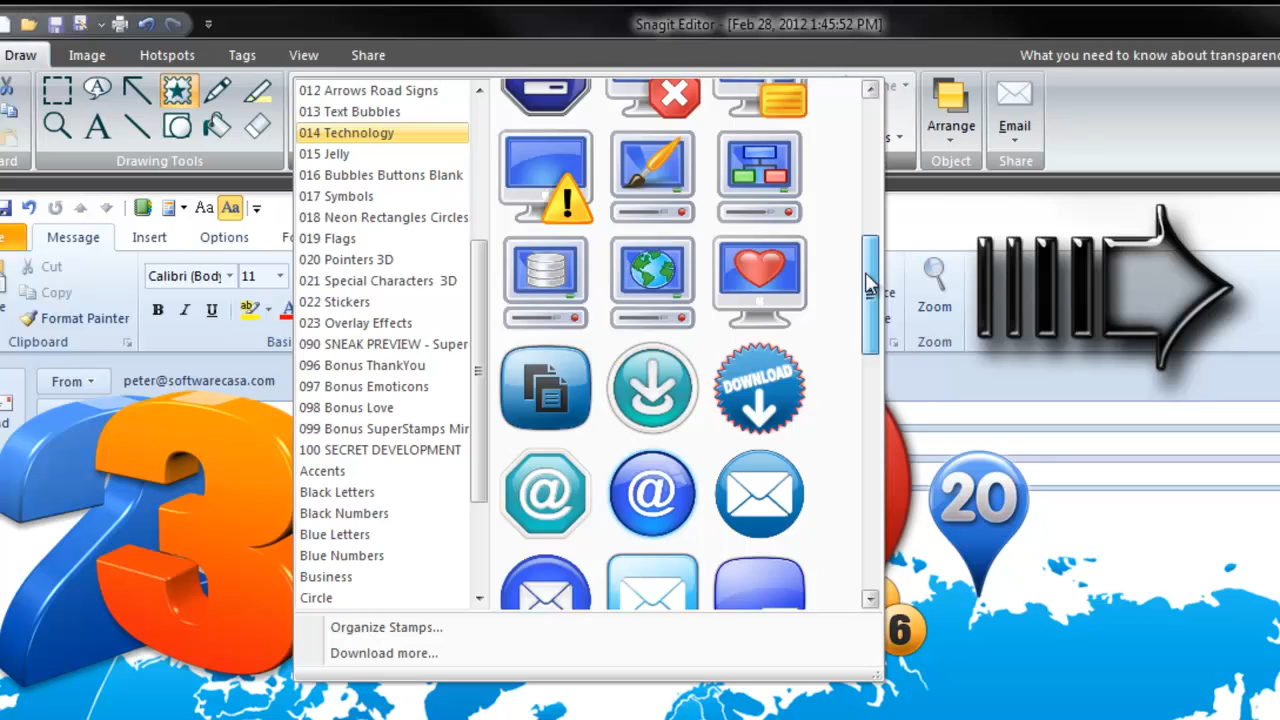 Snagit Editor - [Feb 28, 2012 1:45:52 PM]
Draw
Image
Hotspots
Tags
View
Share
What you need to know about transparenc
Drawing Tools
Arrange
Object
Email
Share
012 Arrows Road Signs
013 Text Bubbles
014 Technology
015 Jelly
016 Bubbles Buttons Blank
017 Symbols
018 Neon Rectangles Circles
019 Flags
020 Pointers 3D
021 Special Characters 3D
022 Stickers
023 Overlay Effects
090 SNEAK PREVIEW - Super
096 Bonus ThankYou
097 Bonus Emoticons
098 Bonus Love
099 Bonus SuperStamps Mir
100 SECRET DEVELOPMENT
Accents
Black Letters
Black Numbers
Blue Letters
Blue Numbers
Business
Circle
Organize Stamps...
Download more...
DOWNLOAD
@
@
Aa
Aa
Message
Insert
Options
Cut
Copy
Format Painter
Clipboard
Calibri (Body
11
B
I
U
ab
A
Basi
Zoom
Zoom
From
peter@softwarecasa.com
2
3
20
6